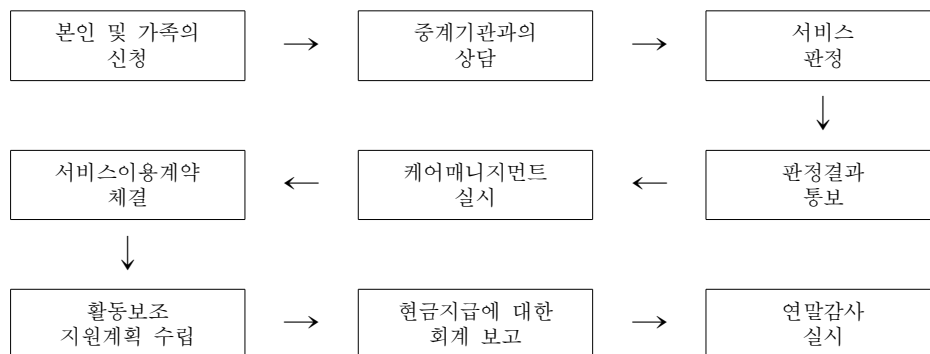 본인 및 가족의
신청
→
중계기관과의
상담
→
서비스
판정
↓
판정결과
통보
←
케어매니지먼트
실시
←
서비스이용계약
체결
↓
활동보조
지원계획 수립
→
현금지급에 대한
회계 보고
→
연말감사
실시